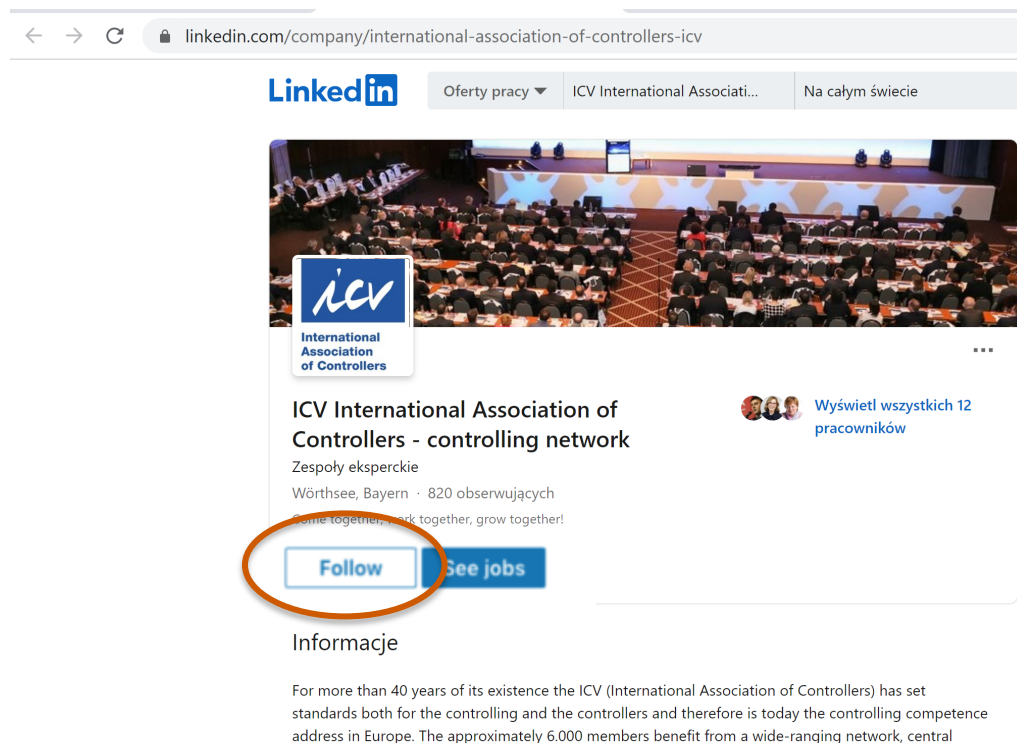 linkedin.com/company/international-association-of-controllers-icv
Linked in
Oferty pracy
ICV International Associati...
Na całym świecie
icv
International
Association
of Controllers
ICV International Association of
Controllers - controlling network
Wyświetl wszystkich 12
pracowników
Zespoły eksperckie
Wörthsee, Bayern · 820 obserwujących
Come together, work together, grow together!
Follow
See jobs
Informacje
For more than 40 years of its existence the ICV (International Association of Controllers) has set
standards both for the controlling and the controllers and therefore is today the controlling competence
address in Europe. The approximately 6.000 members benefit from a wide-ranging network, central